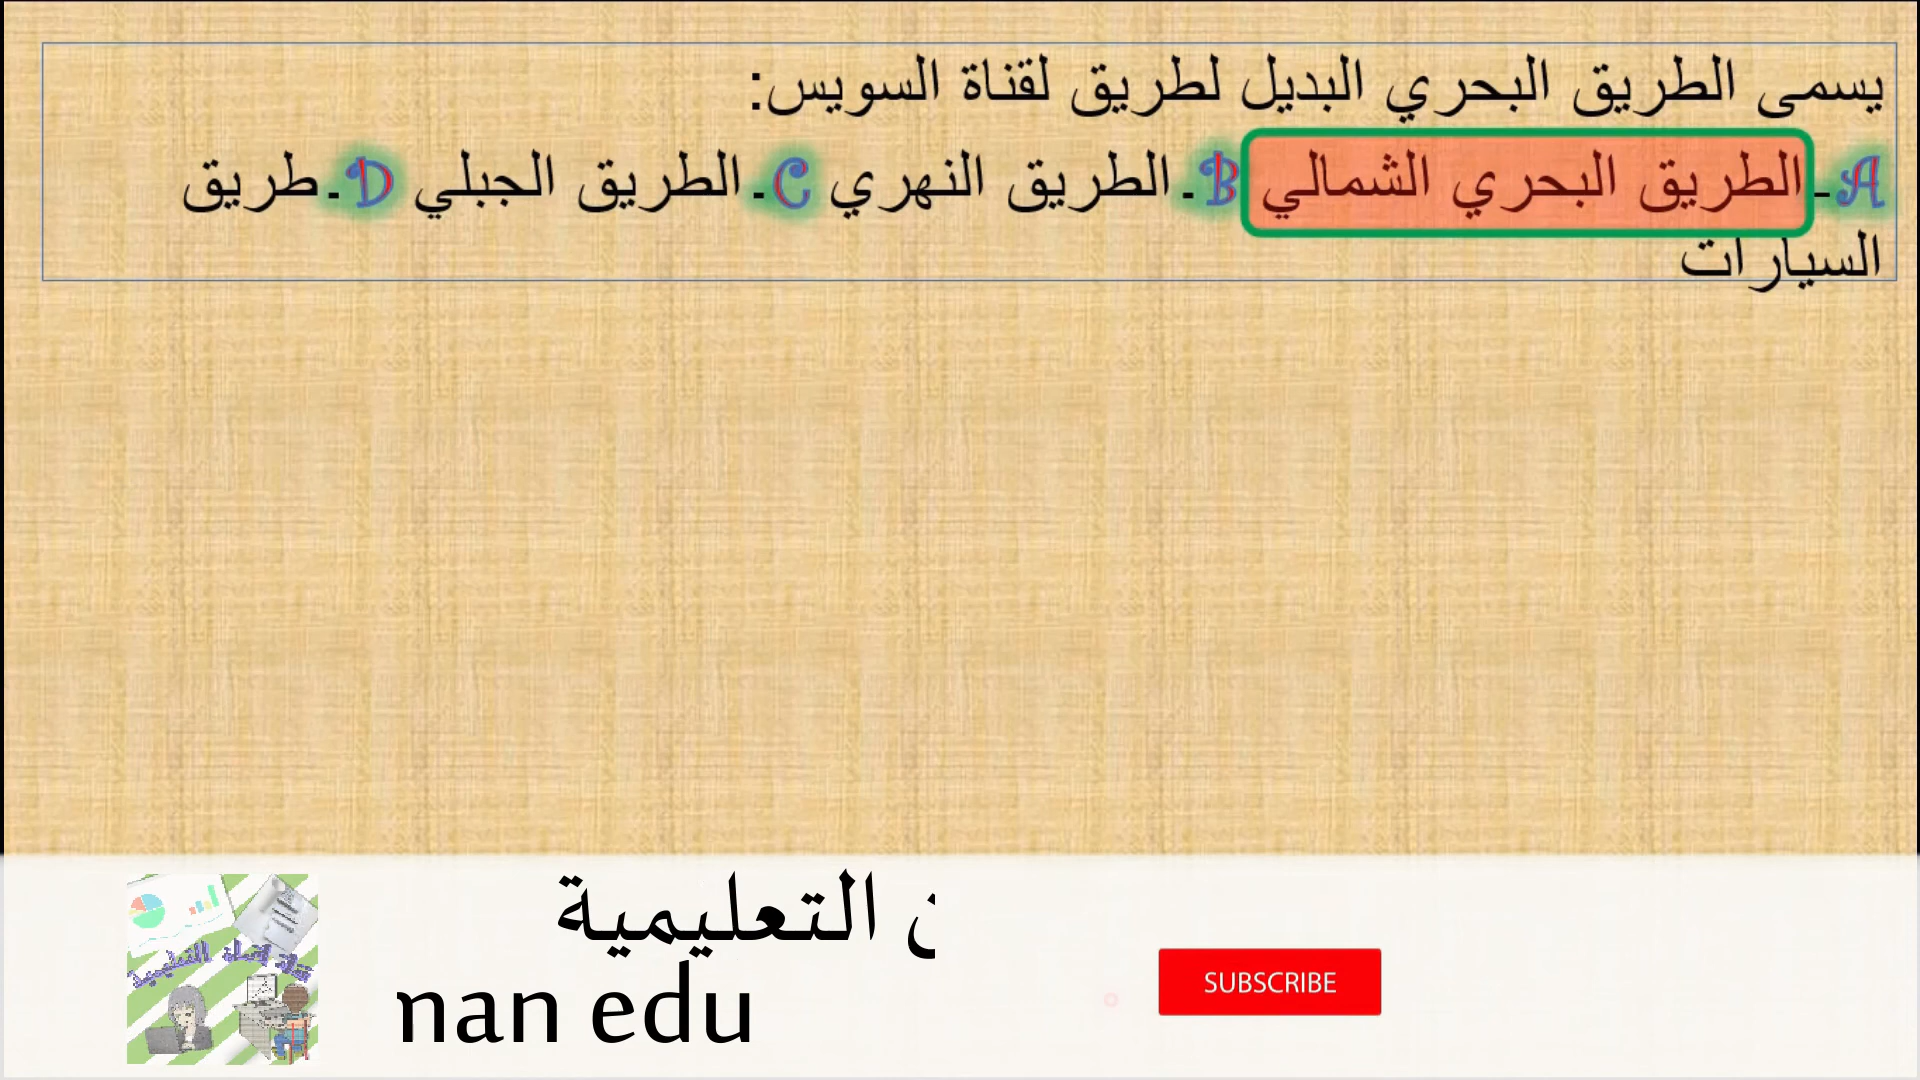 يسمى الطريق البحري البديل لطريق لقناة السويس:
A-الطريق البحري الشمالي B-الطريق النهري C-الطريق الجبلي D-طريق
السيارات
التعليمية
nan edu
SUBSCRIBE